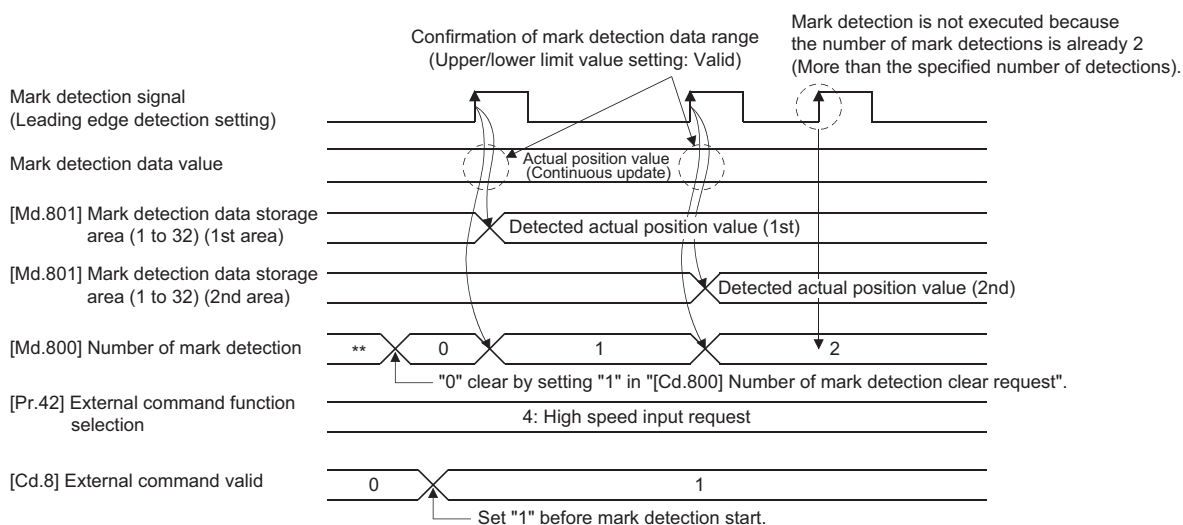 Mark detection is not executed because
the number of mark detections is already 2
(More than the specified number of detections).
Confirmation of mark detection data range
(Upper/lower limit value setting: Valid)
Mark detection signal
(Leading edge detection setting)
Mark detection data value
Actual position value
(Continuous update)
[Md.801] Mark detection data storage
area (1 to 32) (1st area)
Detected actual position value (1st)
[Md.801] Mark detection data storage
area (1 to 32) (2nd area)
Detected actual position value (2nd)
[Md.800] Number of mark detection
** 0 1 2
"0" clear by setting "1" in "[Cd.800] Number of mark detection clear request".
[Pr.42] External command function
selection
4: High speed input request
[Cd.8] External command valid
0 1
Set "1" before mark detection start.